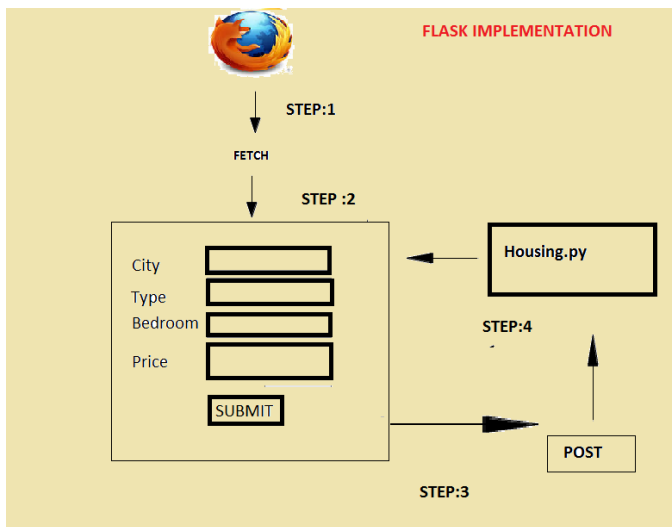 FLASK IMPLEMENTATION
STEP:1
FETCH
STEP :2
City
Type
Bedroom
Price
SUBMIT
Housing.py
STEP:4
POST
STEP:3